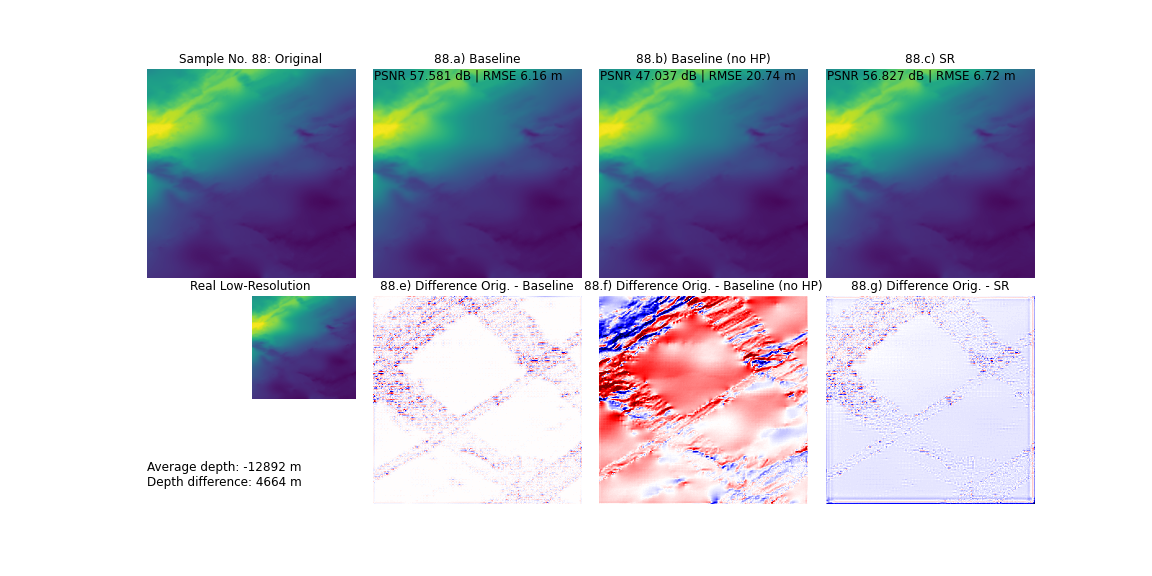 Sample No. 88: Original
88.a) Baseline
88.b) Baseline (no HP)
88.c) SR
PSNR 57.581 dB | RMSE 6.16 m
PSNR 47.037 dB | RMSE 20.74 m
PSNR 56.827 dB | RMSE 6.72 m
Real Low-Resolution
88.e) Difference Orig. - Baseline
88.f) Difference Orig. - Baseline (no HP)
88.g) Difference Orig. - SR
Average depth: -12892 m
Depth difference: 4664 m